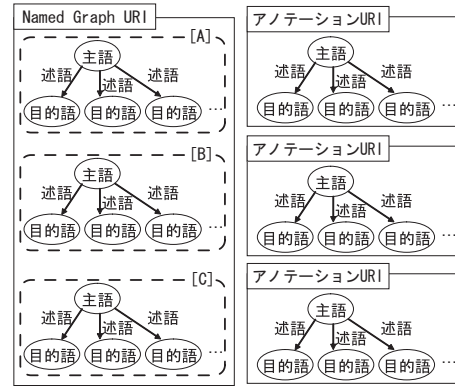 Named Graph URI
[A]
主語
述語 述語 述語
目的語 目的語 目的語 …
[B]
主語
述語 述語 述語
目的語 目的語 目的語 …
[C]
主語
述語 述語 述語
目的語 目的語 目的語 …
アノテーションURI
主語
述語 述語 述語
目的語 目的語 目的語 …
アノテーションURI
主語
述語 述語 述語
目的語 目的語 目的語 …
アノテーションURI
主語
述語 述語 述語
目的語 目的語 目的語 …